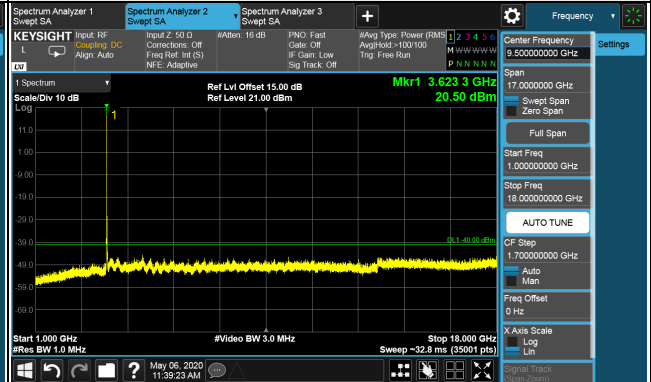 Spectrum Analyzer 1
Swept SA
Spectrum Analyzer 2
Swept SA
Spectrum Analyzer 3
Swept SA
+
Frequency
KEYSIGHT
L
LXI
Input: RF
Coupling: DC
Align: Auto
Input Z: 50 Ω
Corrections: Off
Freq Ref: Int (S)
NFE: Adaptive
#Atten: 16 dB
PNO: Fast
Gate: Off
IF Gain: Low
Sig Track: Off
#Avg Type: Power (RMS)
Avg|Hold:>100/100
Trig: Free Run
1 2 3 4 5 6
M W W W W W
P N N N N N
Center Frequency
9.500000000 GHz
Settings
Span
17.0000000 GHz
Swept Span
Zero Span
Full Span
Start Freq
1.000000000 GHz
Stop Freq
18.000000000 GHz
AUTO TUNE
CF Step
1.700000000 GHz
Auto
Man
Freq Offset
0 Hz
X Axis Scale
Log
Lin
Signal Track
(Span Zoom)
1 Spectrum
Scale/Div 10 dB
Log
Ref Lvl Offset 15.00 dB
Ref Level 21.00 dBm
Mkr1 3.623 3 GHz
20.50 dBm
1
11.0
1.00
-9.00
-19.0
-29.0
-39.0
-49.0
-59.0
-69.0
DL1 -40.00 dBm
Start 1.000 GHz
#Res BW 1.0 MHz
#Video BW 3.0 MHz
Stop 18.000 GHz
Sweep ~32.8 ms (35001 pts)
?
May 06, 2020
11:39:23 AM